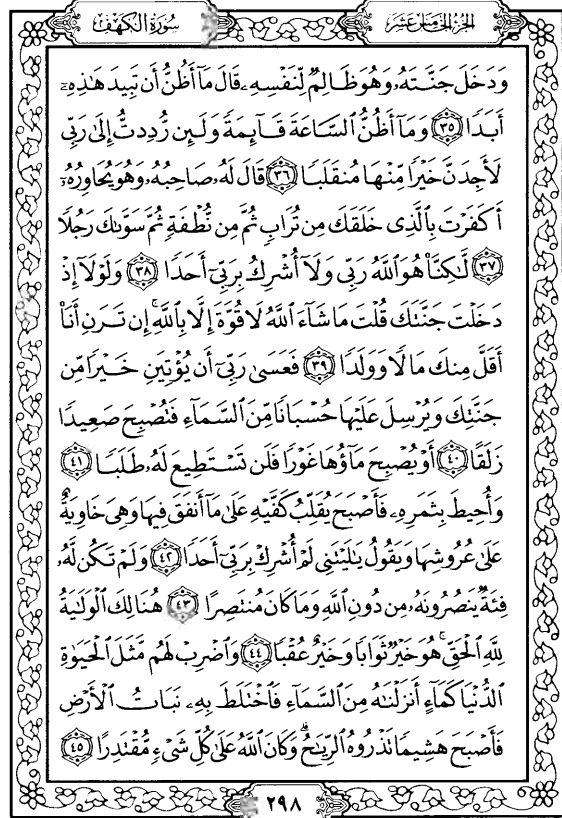 الجزء الخامس عشر سُورَةُ الكَهْفِ
وَدَخَلَ جَنَّتَهُۥ وَهُوَ ظَالِمٌ لِّنَفْسِهِۦ قَالَ مَآ أَظُنُّ أَن تَبِيدَ هَٰذِهِۦٓ
أَبَدًا ٣٥ وَمَآ أَظُنُّ ٱلسَّاعَةَ قَآئِمَةً وَلَئِن رُّدِدتُّ إِلَىٰ رَبِّى
لَأَجِدَنَّ خَيْرًا مِّنْهَا مُنقَلَبًا ٣٦ قَالَ لَهُۥ صَاحِبُهُۥ وَهُوَ يُحَاوِرُهُۥٓ
أَكَفَرْتَ بِٱلَّذِى خَلَقَكَ مِن تُرَابٍ ثُمَّ مِن نُّطْفَةٍ ثُمَّ سَوَّىٰكَ رَجُلًا
٣٧ لَّٰكِنَّا۠ هُوَ ٱللَّهُ رَبِّى وَلَآ أُشْرِكُ بِرَبِّىٓ أَحَدًا ٣٨ وَلَوْلَآ إِذْ
دَخَلْتَ جَنَّتَكَ قُلْتَ مَا شَآءَ ٱللَّهُ لَا قُوَّةَ إِلَّا بِٱللَّهِ ۚ إِن تَرَنِ أَنَا۠
أَقَلَّ مِنكَ مَالًا وَوَلَدًا ٣٩ فَعَسَىٰ رَبِّىٓ أَن يُؤْتِيَنِ خَيْرًا مِّن
جَنَّتِكَ وَيُرْسِلَ عَلَيْهَا حُسْبَانًا مِّنَ ٱلسَّمَآءِ فَتُصْبِحَ صَعِيدًا
زَلَقًا ٤٠ أَوْ يُصْبِحَ مَآؤُهَا غَوْرًا فَلَن تَسْتَطِيعَ لَهُۥ طَلَبًا ٤١
وَأُحِيطَ بِثَمَرِهِۦ فَأَصْبَحَ يُقَلِّبُ كَفَّيْهِ عَلَىٰ مَآ أَنفَقَ فِيهَا وَهِىَ خَاوِيَةٌ
عَلَىٰ عُرُوشِهَا وَيَقُولُ يَٰلَيْتَنِى لَمْ أُشْرِكْ بِرَبِّىٓ أَحَدًا ٤٢ وَلَمْ تَكُن لَّهُۥ
فِئَةٌ يَنصُرُونَهُۥ مِن دُونِ ٱللَّهِ وَمَا كَانَ مُنتَصِرًا ٤٣ هُنَالِكَ ٱلْوَلَٰيَةُ
لِلَّهِ ٱلْحَقِّ ۚ هُوَ خَيْرٌ ثَوَابًا وَخَيْرٌ عُقْبًا ٤٤ وَٱضْرِبْ لَهُم مَّثَلَ ٱلْحَيَوٰةِ
ٱلدُّنْيَا كَمَآءٍ أَنزَلْنَٰهُ مِنَ ٱلسَّمَآءِ فَٱخْتَلَطَ بِهِۦ نَبَاتُ ٱلْأَرْضِ
فَأَصْبَحَ هَشِيمًا تَذْرُوهُ ٱلرِّيَٰحُ ۗ وَكَانَ ٱللَّهُ عَلَىٰ كُلِّ شَىْءٍ مُّقْتَدِرًا ٤٥
٢٩٨